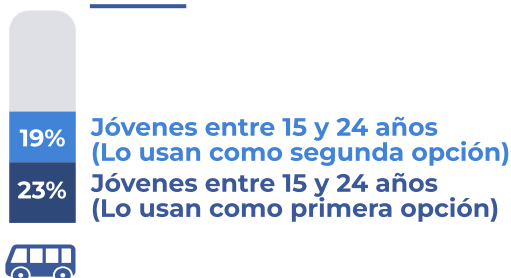 19%
Jóvenes entre 15 y 24 años
(Lo usan como segunda opción)
23%
Jóvenes entre 15 y 24 años
(Lo usan como primera opción)